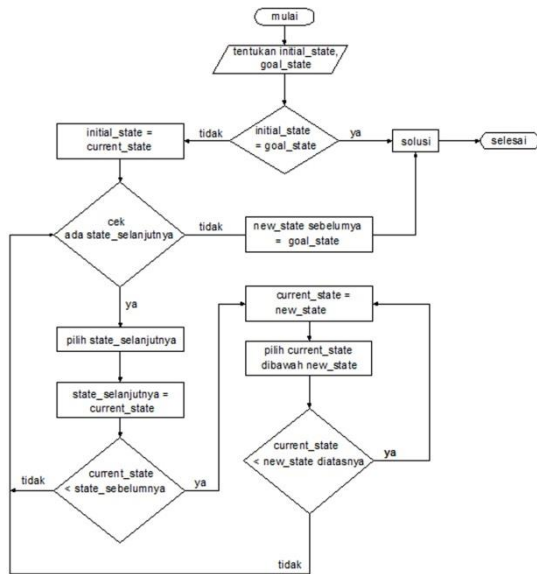 mulai
tentukan initial_state,
goal_state
initial_state
= goal_state
tidak
ya
initial_state =
current_state
solusi
selesai
cek
ada state_selanjutnya
tidak
new_state sebelumya
= goal_state
ya
pilih state_selanjutnya
state_selanjutnya =
current_state
current_state
< state_sebelumnya
tidak
ya
current_state =
new_state
pilih current_state
dibawah new_state
current_state
< new_state diatasnya
ya
tidak